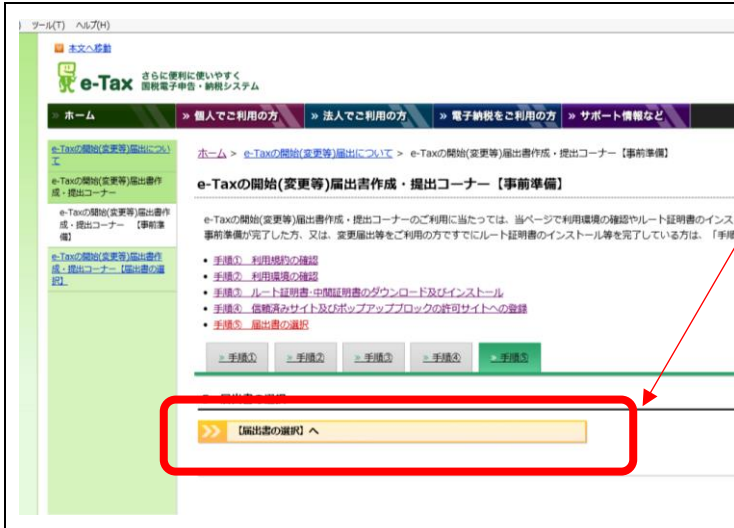 ツール(T) ヘルプ(H)
本文へ移動
e-Tax さらに便利に使いやすく
国税電子申告・納税システム
ホーム 個人でご利用の方 法人でご利用の方 電子納税をご利用の方 サポート情報など
e-Taxの開始(変更等)届出につい
て
e-Taxの開始(変更等)届出書作
成・提出コーナー
e-Taxの開始(変更等)届出書作
成・提出コーナー 【事前準
備】
e-Taxの開始(変更等)届出書作
成・提出コーナー【届出書の選
択】
ホーム > e-Taxの開始(変更等)届出について > e-Taxの開始(変更等)届出書作成・提出コーナー【事前準備】
e-Taxの開始(変更等)届出書作成・提出コーナー【事前準備】
e-Taxの開始(変更等)届出書作成・提出コーナーのご利用に当たっては、当ページで利用環境の確認やルート証明書のインス
事前準備が完了した方、又は、変更届出等をご利用の方ですでにルート証明書のインストール等を完了している方は、「手順
手順① 利用規約の確認
手順② 利用環境の確認
手順③ ルート証明書・中間証明書のダウンロード及びインストール
手順④ 信頼済みサイト及びポップアップブロックの許可サイトへの登録
手順⑤ 届出書の選択
手順① 手順② 手順③ 手順④ 手順⑤
【届出書の選択】へ